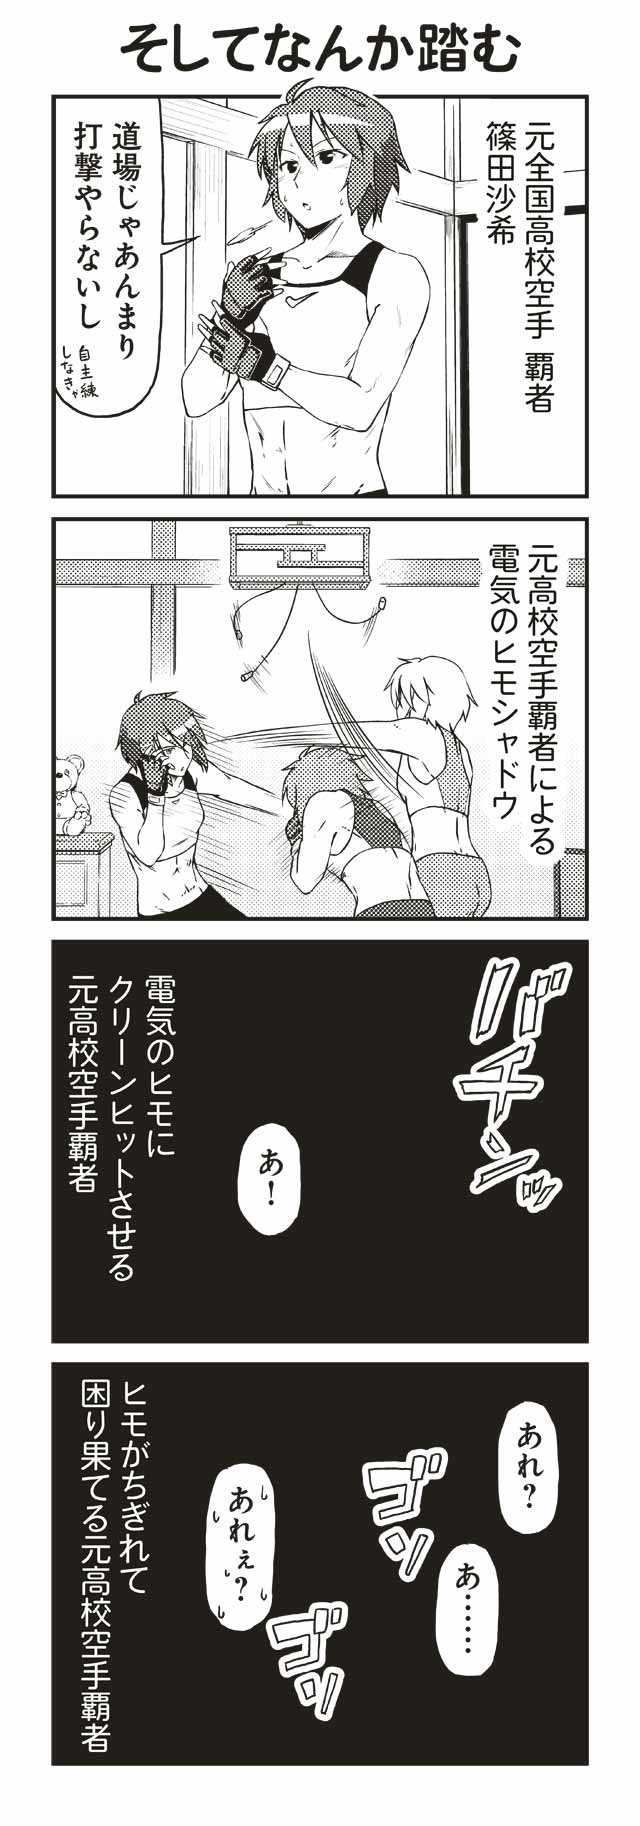 そしてなんか踏む
元全国高校空手 覇者
篠田沙希
道場じゃあんまり
打撃やらないし
自主練
しなきゃ
元高校空手覇者による
電気のヒモシャドウ
バチンッ
あ!
電気のヒモに
クリーンヒットさせる
元高校空手覇者
あれ?
あ……
ゴソ
あれぇ?
ゴソ
ヒモがちぎれて
困り果てる元高校空手覇者